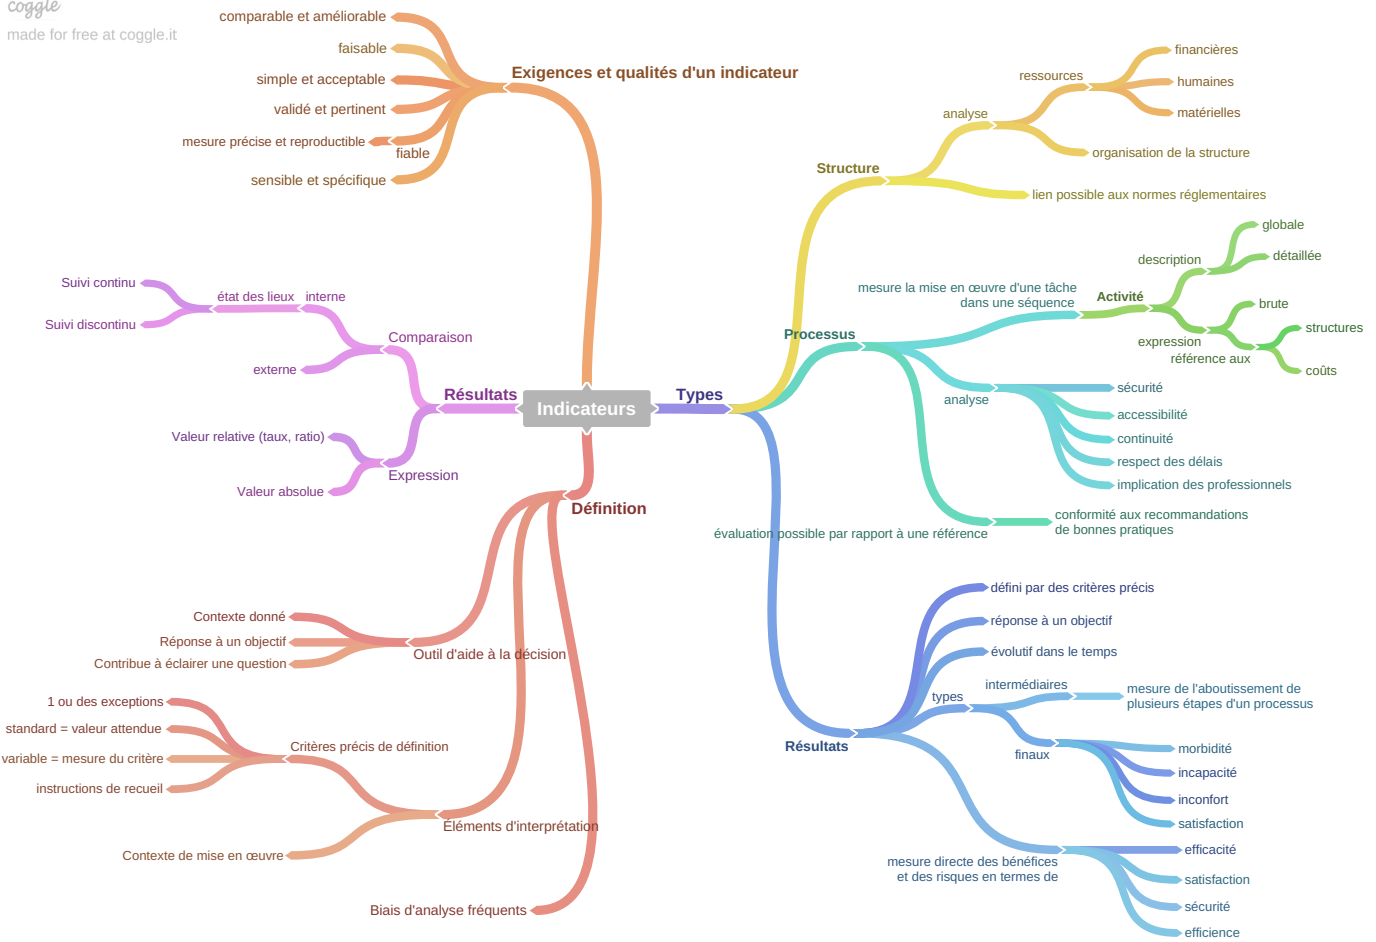 coggle
made for free at coggle.it
comparable et améliorable
faisable
simple et acceptable
validé et pertinent
mesure précise et reproductible
fiable
sensible et spécifique
Exigences et qualités d'un indicateur
Suivi continu
Suivi discontinu
état des lieux
interne
externe
Comparaison
Résultats
Valeur relative (taux, ratio)
Valeur absolue
Expression
Indicateurs
Définition
Contexte donné
Réponse à un objectif
Contribue à éclairer une question
Outil d'aide à la décision
1 ou des exceptions
standard = valeur attendue
variable = mesure du critère
instructions de recueil
Critères précis de définition
Contexte de mise en œuvre
Éléments d'interprétation
Biais d'analyse fréquents
Types
Structure
analyse
ressources
financières
humaines
matérielles
organisation de la structure
lien possible aux normes réglementaires
Processus
mesure la mise en œuvre d'une tâche
dans une séquence
Activité
description
globale
détaillée
expression
brute
référence aux
structures
coûts
analyse
sécurité
accessibilité
continuité
respect des délais
implication des professionnels
évaluation possible par rapport à une référence
conformité aux recommandations
de bonnes pratiques
Résultats
défini par des critères précis
réponse à un objectif
évolutif dans le temps
types
intermédiaires
mesure de l'aboutissement de
plusieurs étapes d'un processus
finaux
morbidité
incapacité
inconfort
satisfaction
mesure directe des bénéfices
et des risques en termes de
efficacité
satisfaction
sécurité
efficience